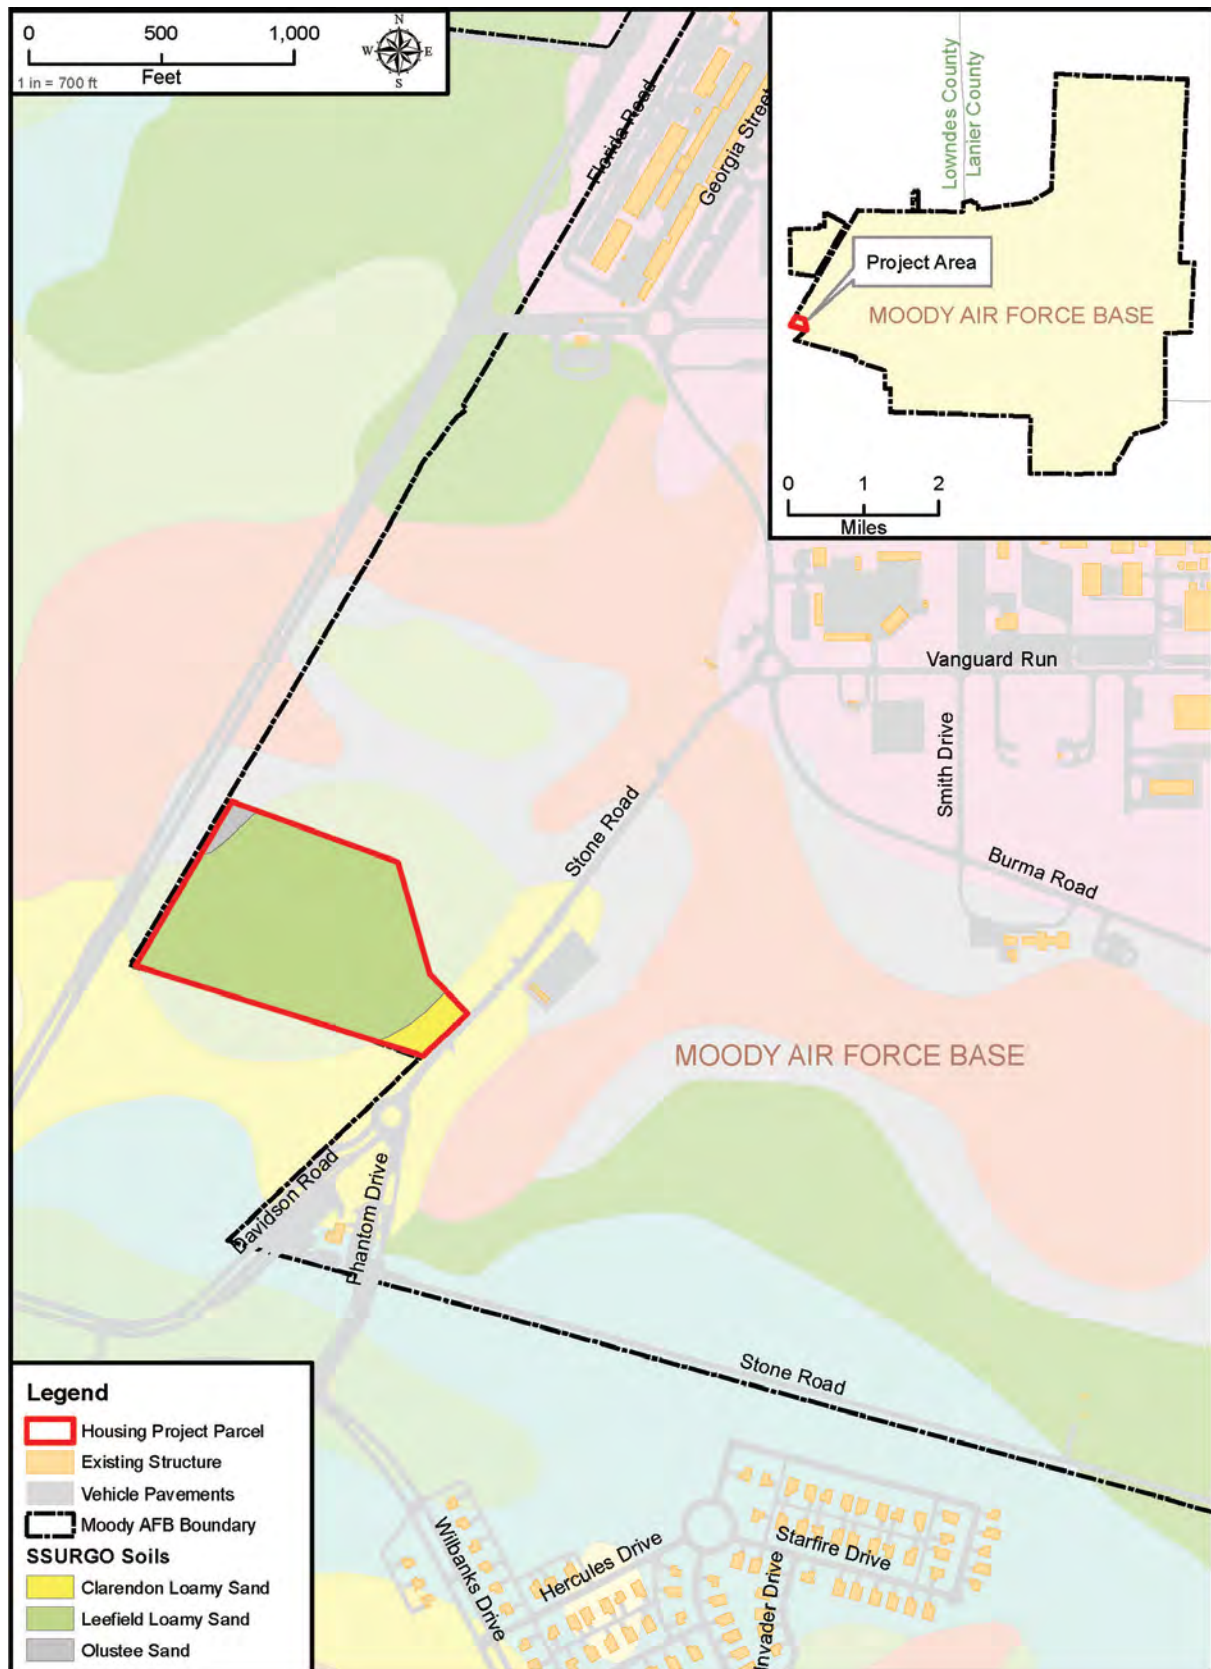 0 500 1,000
Feet
1 in = 700 ft
N
W E
S
Lowndes County
Lanier County
Project Area
MOODY AIR FORCE BASE
0 1 2
Miles
Florida Road
Georgia Street
Vanguard Run
Smith Drive
Stone Road
Burma Road
MOODY AIR FORCE BASE
Davidson Road
Phantom Drive
Stone Road
Wilbanks Drive
Hercules Drive
Starfire Drive
Invader Drive
Legend
Housing Project Parcel
Existing Structure
Vehicle Pavements
Moody AFB Boundary
SSURGO Soils
Clarendon Loamy Sand
Leefield Loamy Sand
Olustee Sand